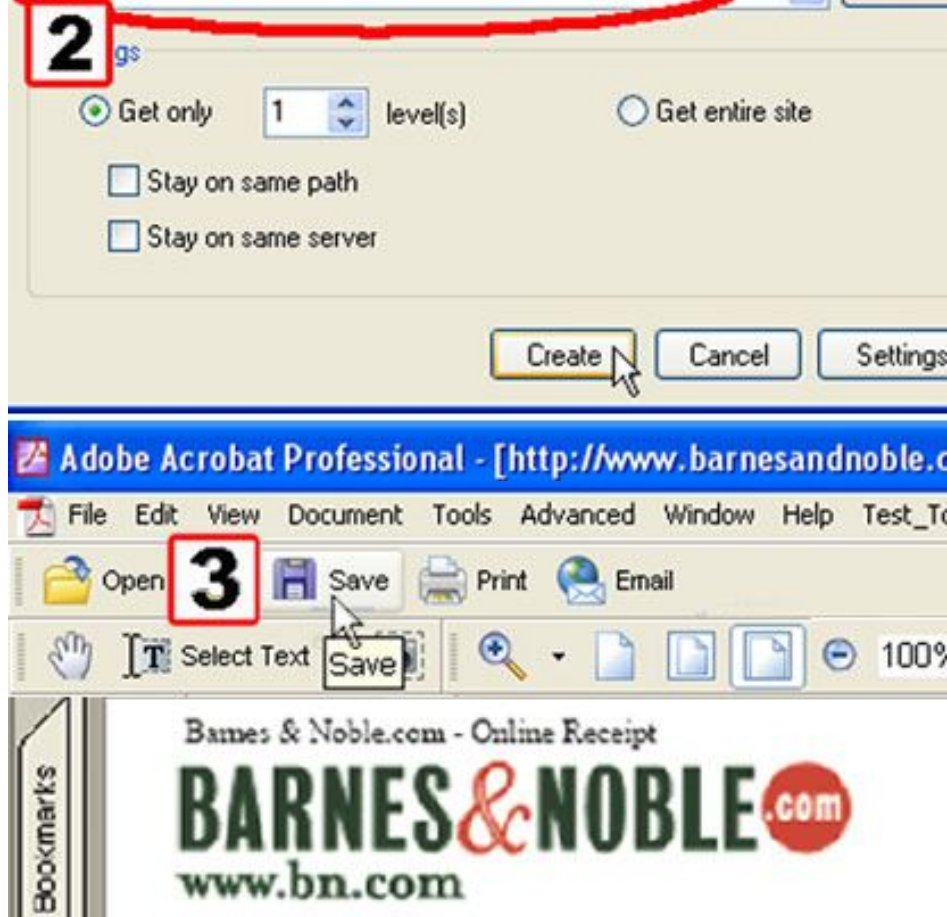 2 gs
Get only 1 level(s) Get entire site
Stay on same path
Stay on same server
Create Cancel Settings
Adobe Acrobat Professional - [http://www.barnesandnoble.c
File Edit View Document Tools Advanced Window Help Test_To
Open 3 Save Print Email
T Select Text Save 100%
Bookmarks
Barnes & Noble.com - Online Receipt
BARNES&NOBLE.com
www.bn.com